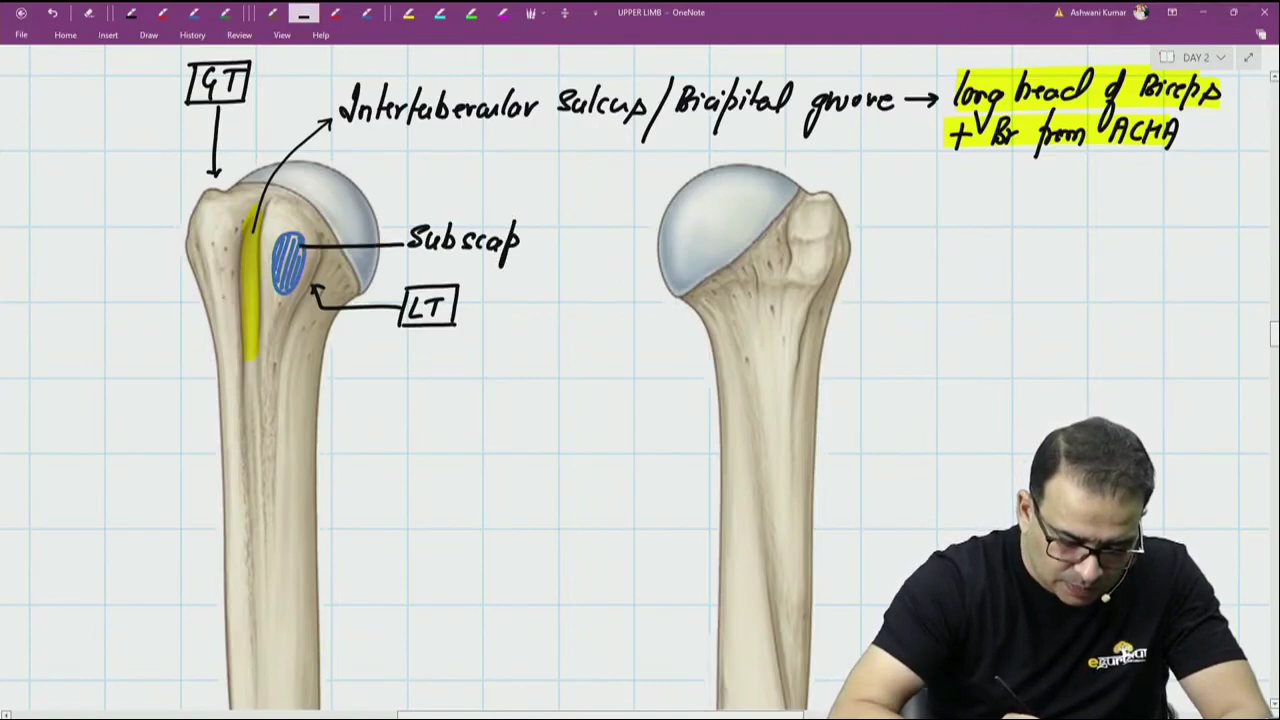 UPPER LIMB - OneNote
Ashwani Kumar
File Home Insert Draw History Review View Help
DAY 2
GT
Intertubercular Sulcus/Bicipital groove → long head of Biceps
+ Br from ACHA
Subscap
LT